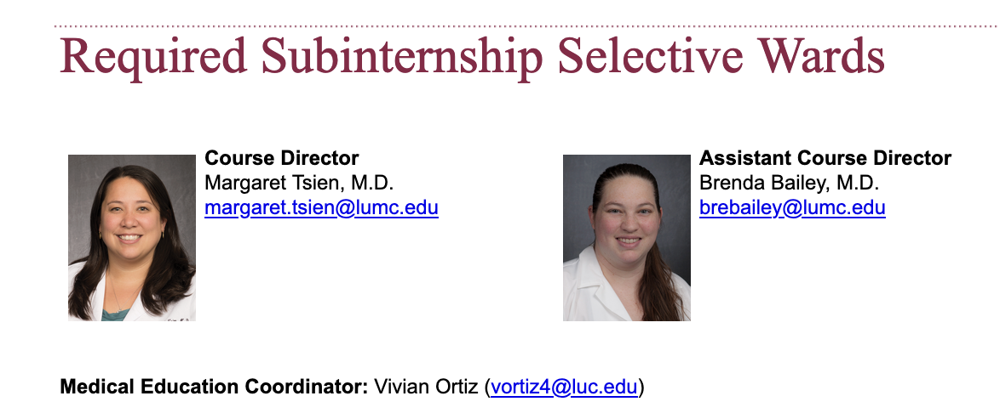 Required Subinternship Selective Wards
Course Director
Margaret Tsien, M.D.
margaret.tsien@lumc.edu
Assistant Course Director
Brenda Bailey, M.D.
brebailey@lumc.edu
Medical Education Coordinator: Vivian Ortiz (vortiz4@luc.edu)